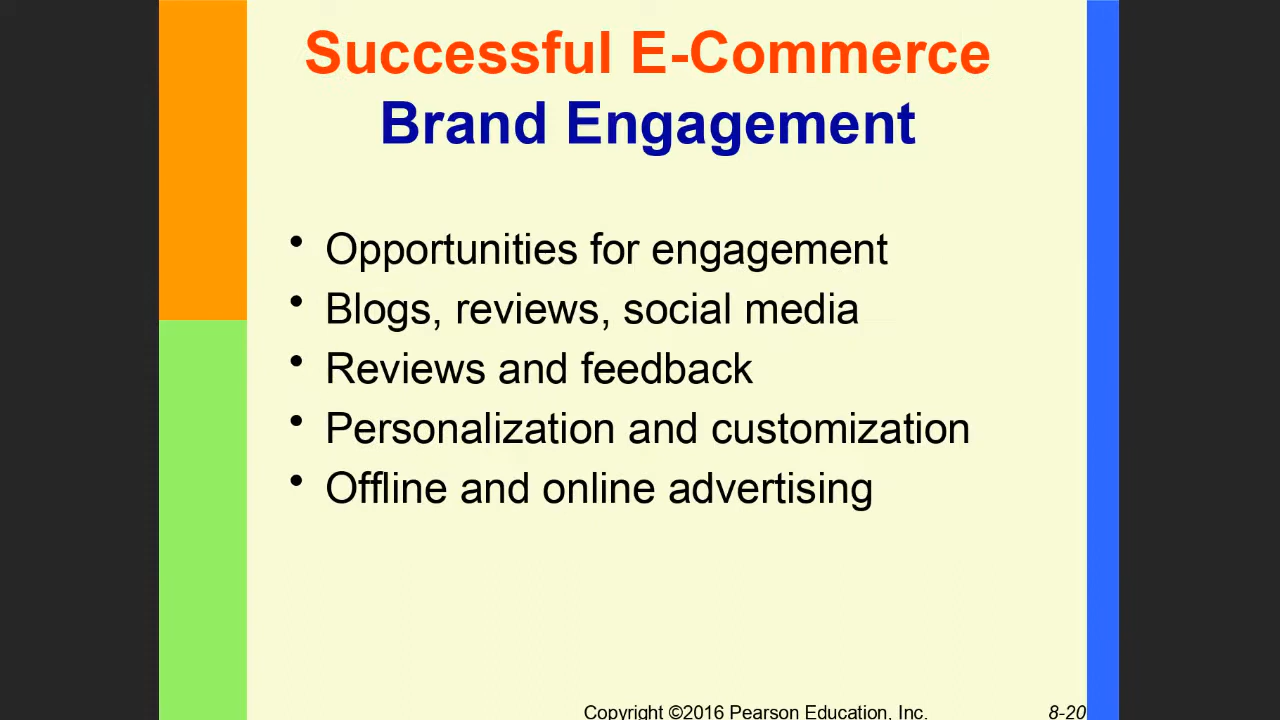 Successful E-Commerce
Brand Engagement
• Opportunities for engagement
• Blogs, reviews, social media
• Reviews and feedback
• Personalization and customization
• Offline and online advertising
Copyright ©2016 Pearson Education, Inc. 8-20